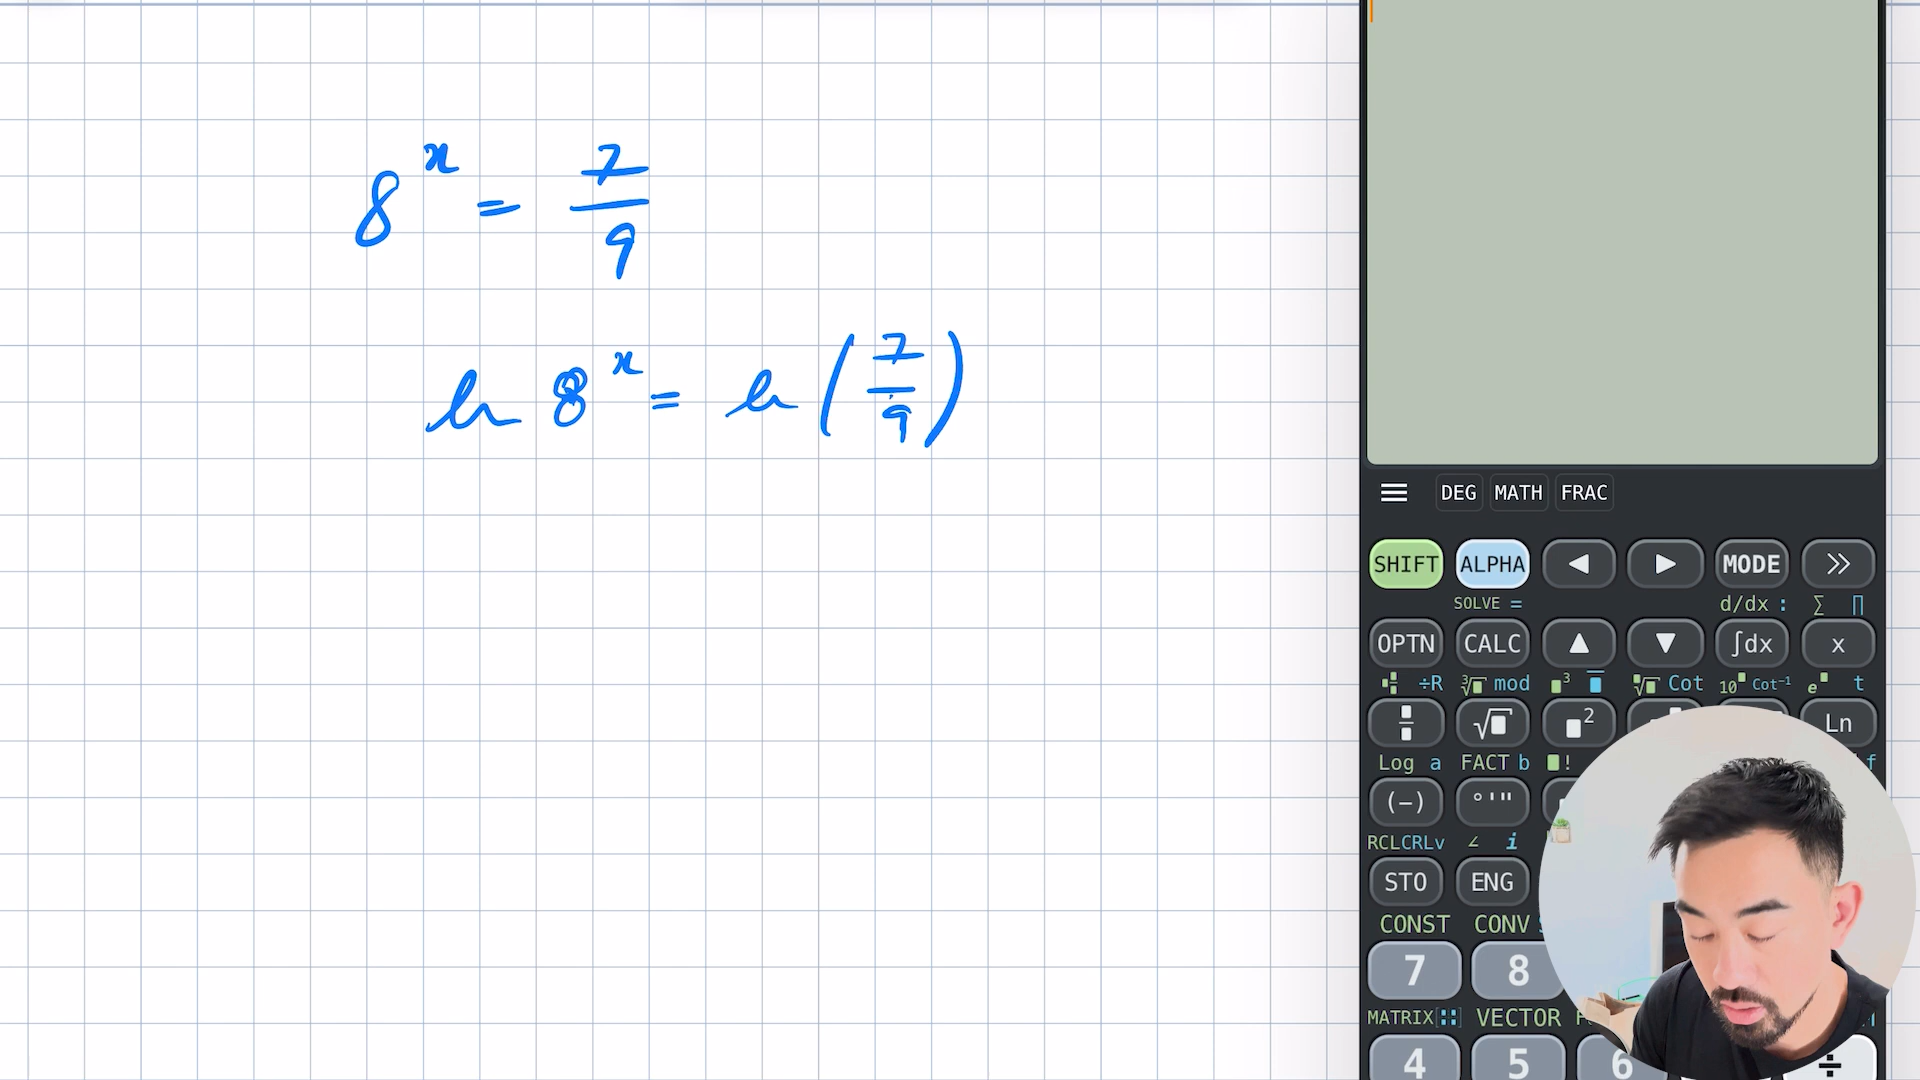 8^x = 7/9
ln 8^x = ln (7/9)
DEG MATH FRAC
SHIFT ALPHA ◀ ▶ MODE >>
SOLVE = d/dx : ∑ ∏
OPTN CALC ▲ ▼ ∫dx x
÷R ∛ mod ■³ Cot 10■ Cot⁻¹ e■ t
√■ ■² Ln
Log a FACT b ■! f
(−) °'"
RCL CRLv ∠ i
STO ENG
CONST CONV
7 8
MATRIX VECTOR
4 5 6 ÷